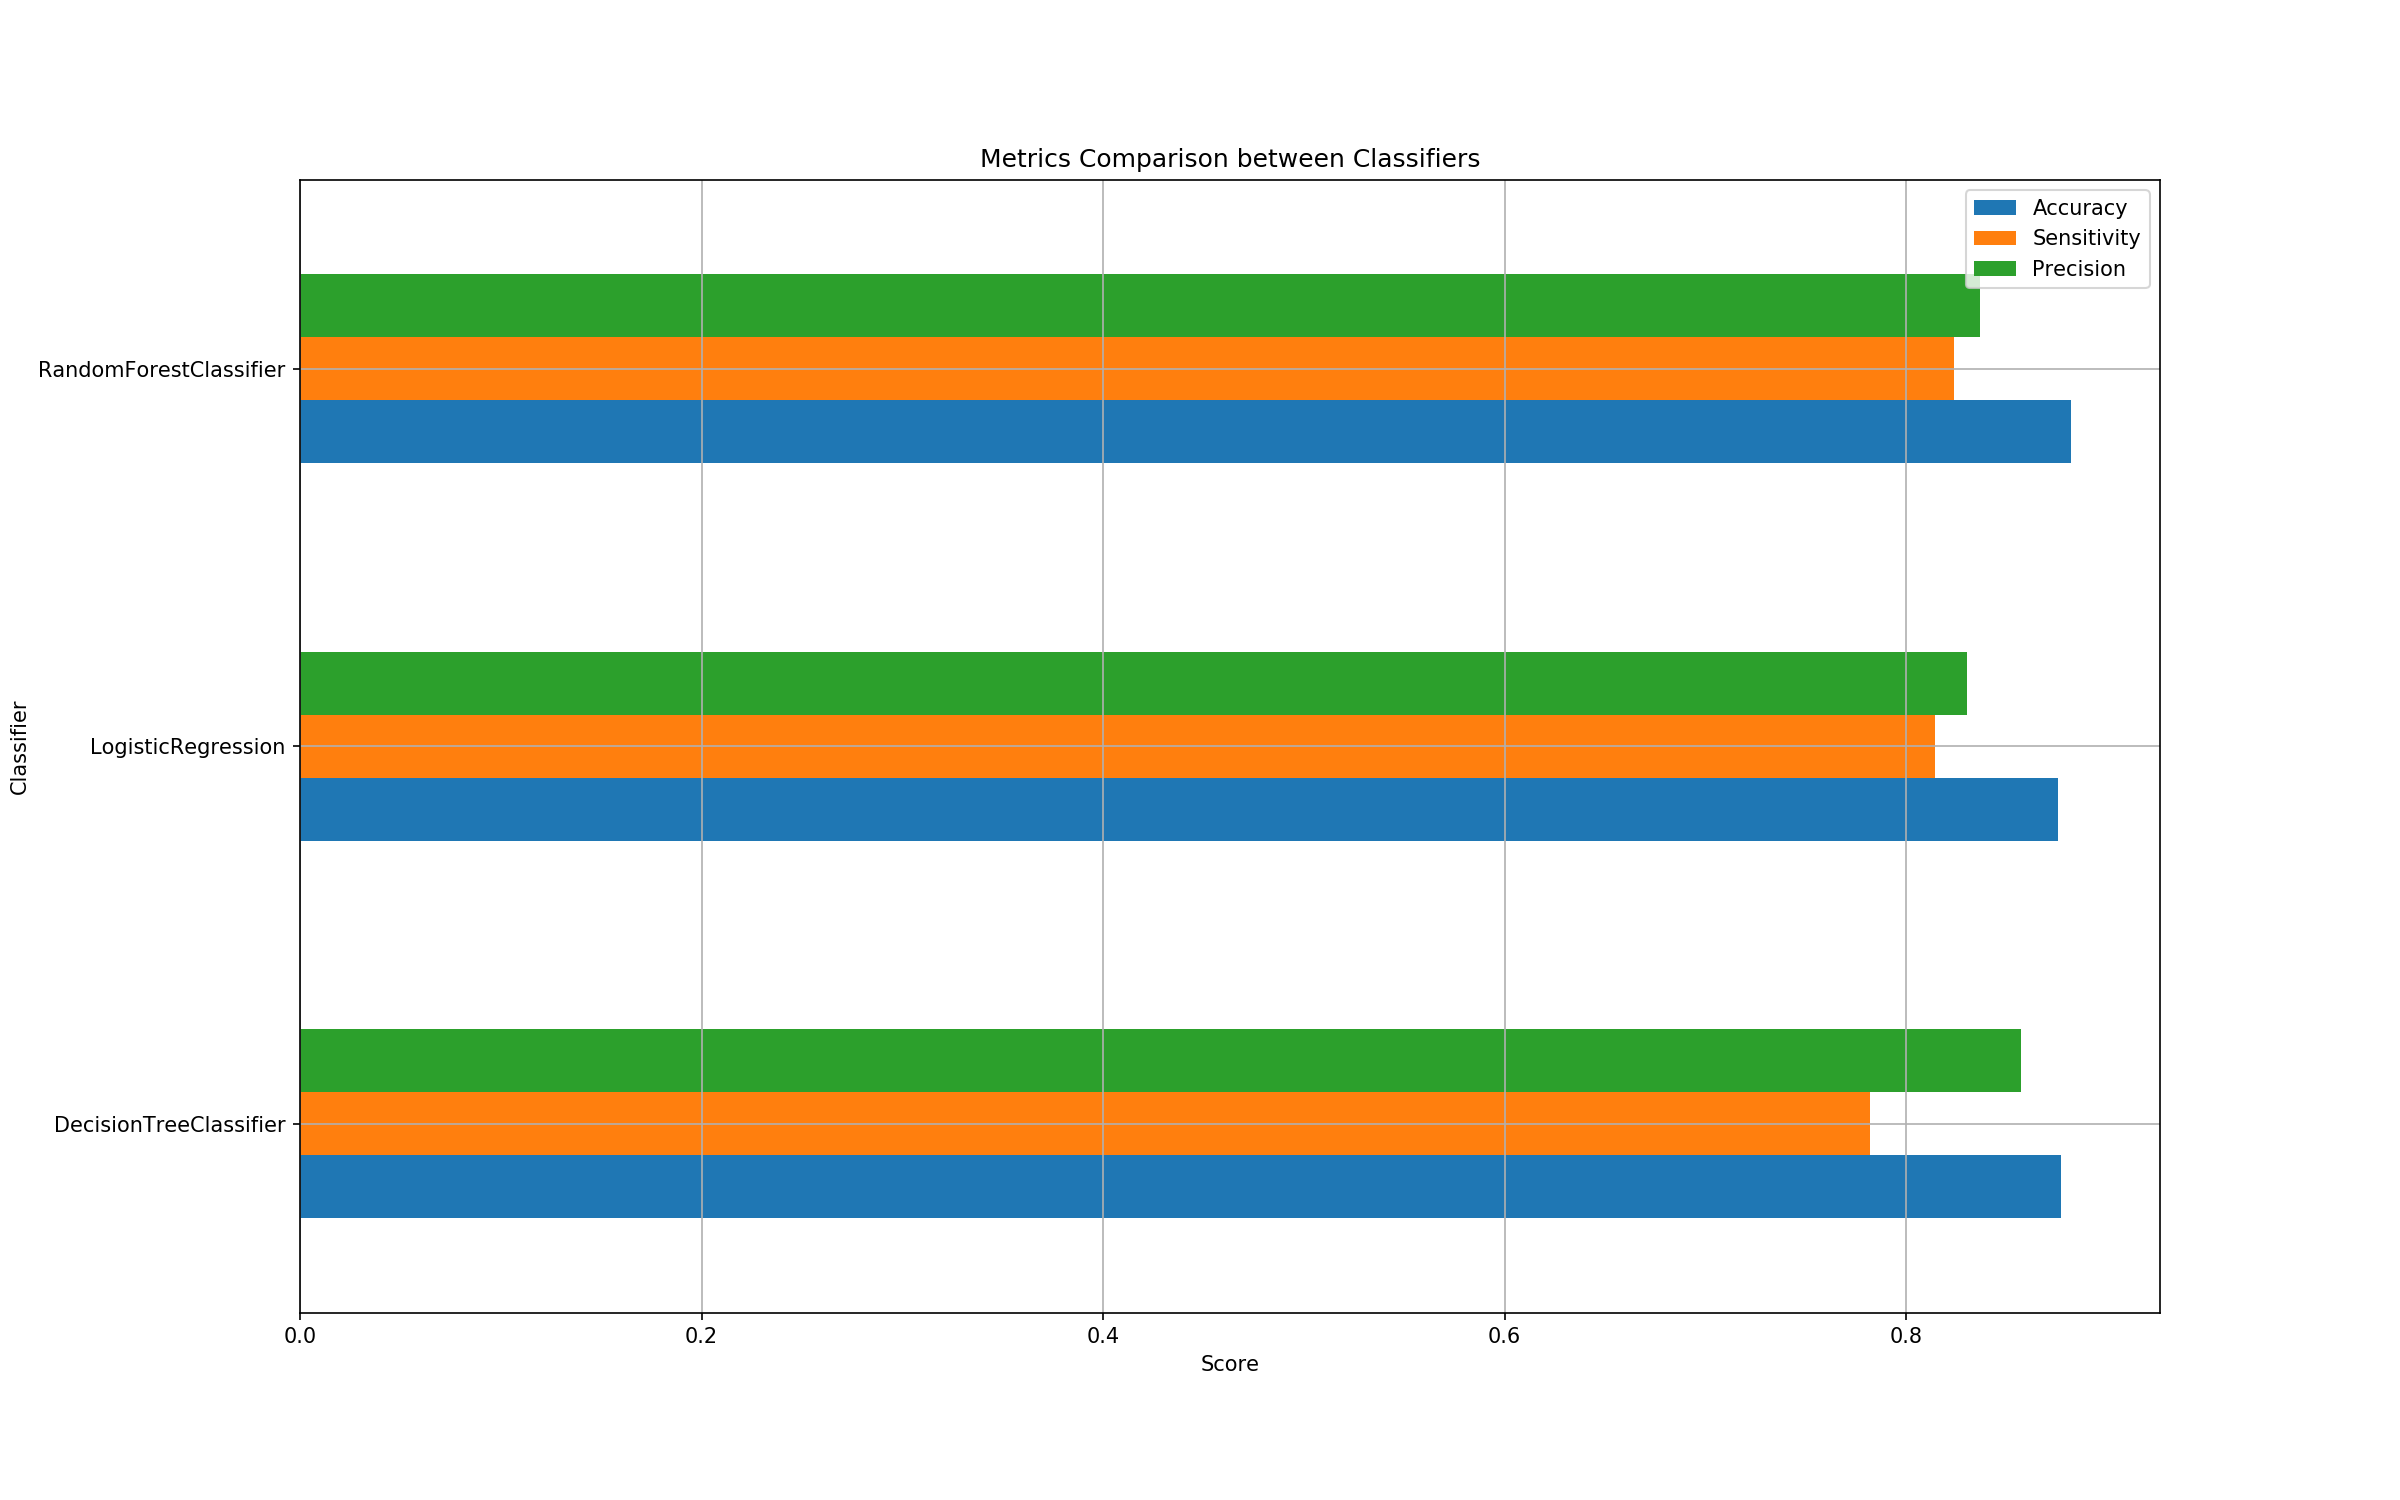 Metrics Comparison between Classifiers
Accuracy
Sensitivity
Precision
RandomForestClassifier
LogisticRegression
DecisionTreeClassifier
Classifier
0.0 0.2 0.4 0.6 0.8
Score